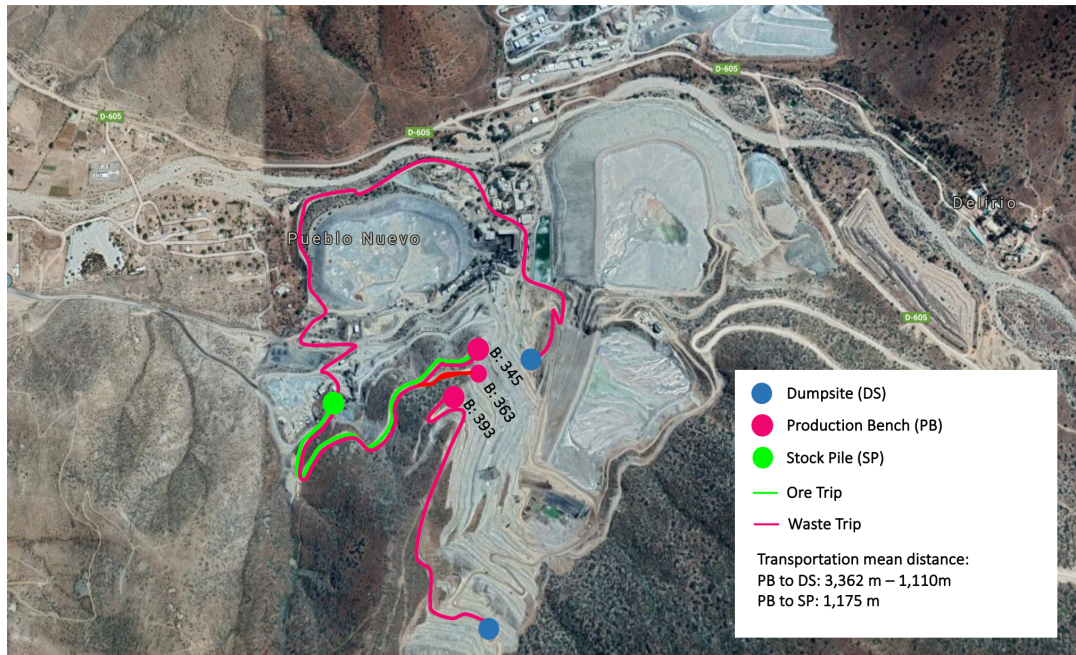 D-605
D-605
D-605
Delirio
Pueblo Nuevo
D-605
B: 345
B: 363
B: 393
Dumpsite (DS)
Production Bench (PB)
Stock Pile (SP)
Ore Trip
Waste Trip
Transportation mean distance:
PB to DS: 3,362 m – 1,110m
PB to SP: 1,175 m